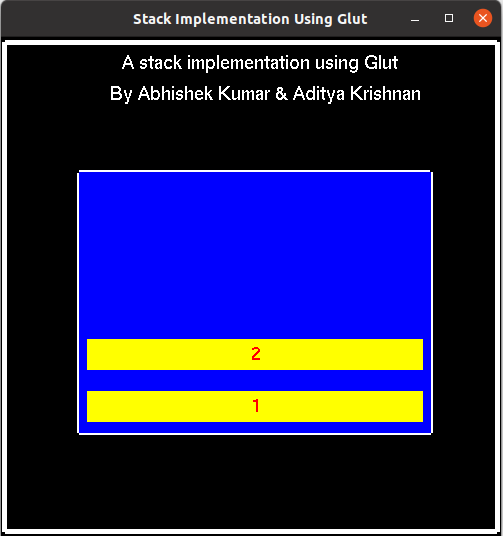 Stack Implementation Using Glut
A stack implementation using Glut
By Abhishek Kumar & Aditya Krishnan
2
1